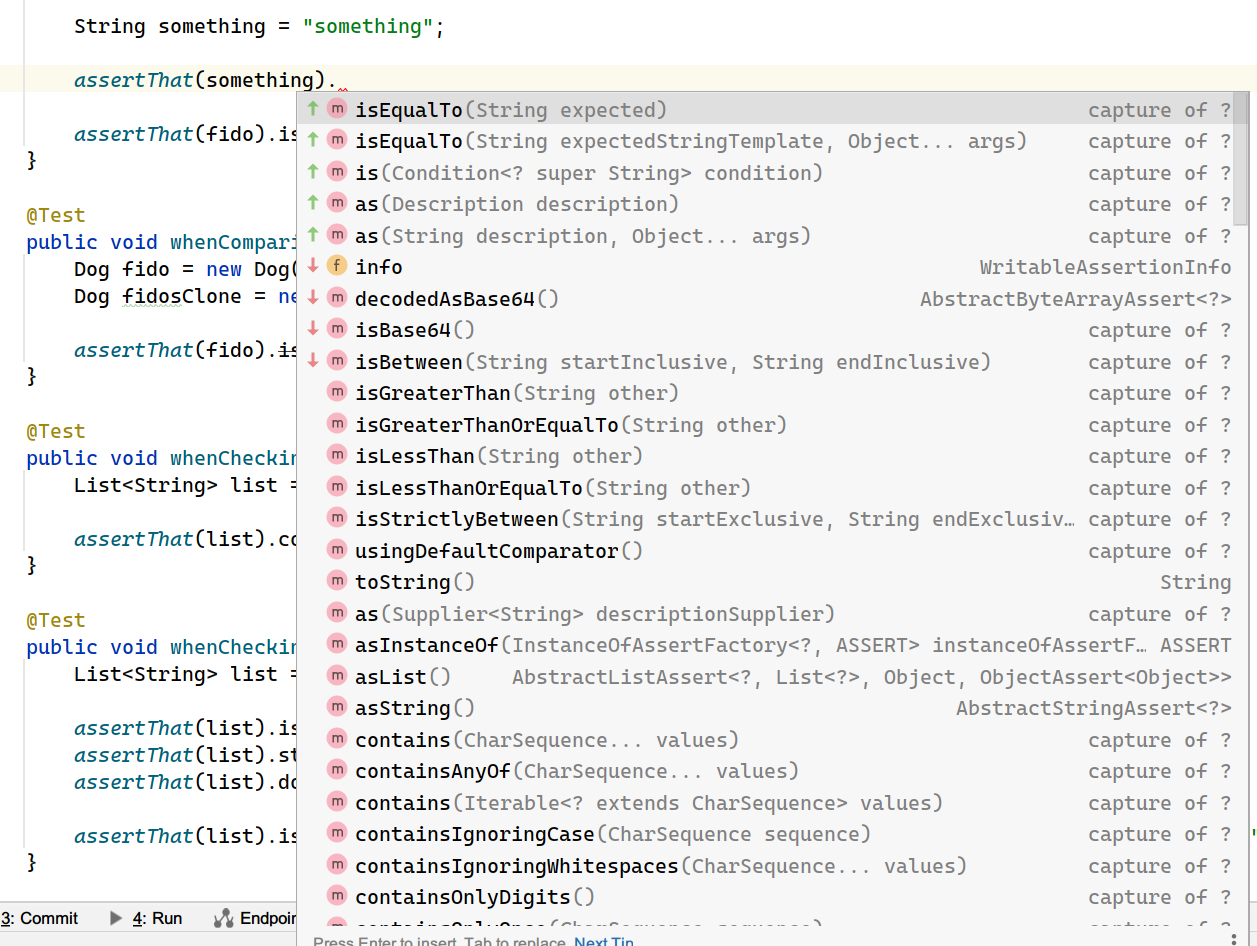 String something = "something";
assertThat(something).
isEqualTo(String expected) capture of ?
assertThat(fido).is
isEqualTo(String expectedStringTemplate, Object... args) capture of ?
}
is(Condition<? super String> condition) capture of ?
as(Description description) capture of ?
@Test
as(String description, Object... args) capture of ?
public void whenCompari
info WritableAssertionInfo
Dog fido = new Dog(
decodedAsBase64() AbstractByteArrayAssert<?>
Dog fidosClone = ne
isBase64() capture of ?
assertThat(fido).is
isBetween(String startInclusive, String endInclusive) capture of ?
}
isGreaterThan(String other) capture of ?
isGreaterThanOrEqualTo(String other) capture of ?
@Test
isLessThan(String other) capture of ?
public void whenCheckin
isLessThanOrEqualTo(String other) capture of ?
List<String> list =
isStrictlyBetween(String startExclusive, String endExclusiv… capture of ?
assertThat(list).co
usingDefaultComparator() capture of ?
}
toString() String
as(Supplier<String> descriptionSupplier) capture of ?
@Test
asInstanceOf(InstanceOfAssertFactory<?, ASSERT> instanceOfAssertF… ASSERT
public void whenCheckin
asList() AbstractListAssert<?, List<?>, Object, ObjectAssert<Object>>
List<String> list =
asString() AbstractStringAssert<?>
assertThat(list).is
contains(CharSequence... values) capture of ?
assertThat(list).st
containsAnyOf(CharSequence... values) capture of ?
assertThat(list).do
contains(Iterable<? extends CharSequence> values) capture of ?
assertThat(list).is
containsIgnoringCase(CharSequence sequence) capture of ? "
}
containsIgnoringWhitespaces(CharSequence... values) capture of ?
containsOnlyDigits() capture of ?
3: Commit 4: Run Endpoin
containsOnlyOnce(CharSequence sequence) capture of ?
Press Enter to insert, Tab to replace Next Tip